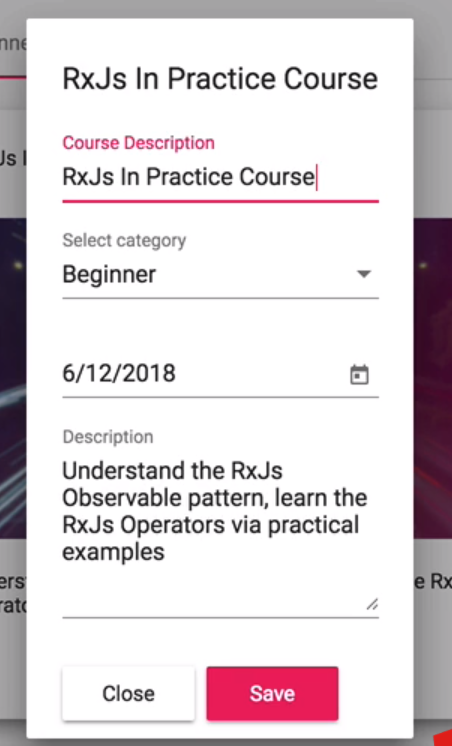 RxJs In Practice Course
Course Description
RxJs In Practice Course
Select category
Beginner
6/12/2018
Description
Understand the RxJs
Observable pattern, learn the
RxJs Operators via practical
examples
Close
Save